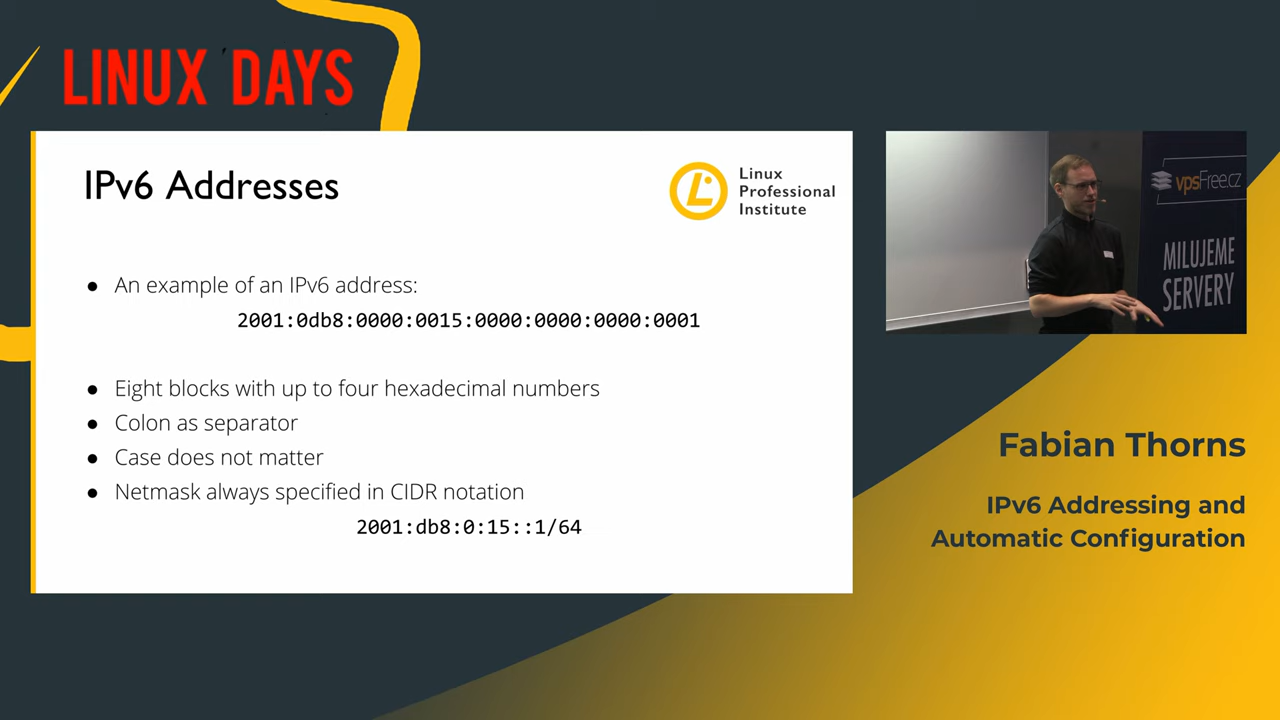 LINUX DAYS
IPv6 Addresses
Linux
Professional
Institute
● An example of an IPv6 address:
2001:0db8:0000:0015:0000:0000:0000:0001
● Eight blocks with up to four hexadecimal numbers
● Colon as separator
● Case does not matter
● Netmask always specified in CIDR notation
2001:db8:0:15::1/64
vpsFree.cz
MILUJEME
SERVERY
Fabian Thorns
IPv6 Addressing and
Automatic Configuration